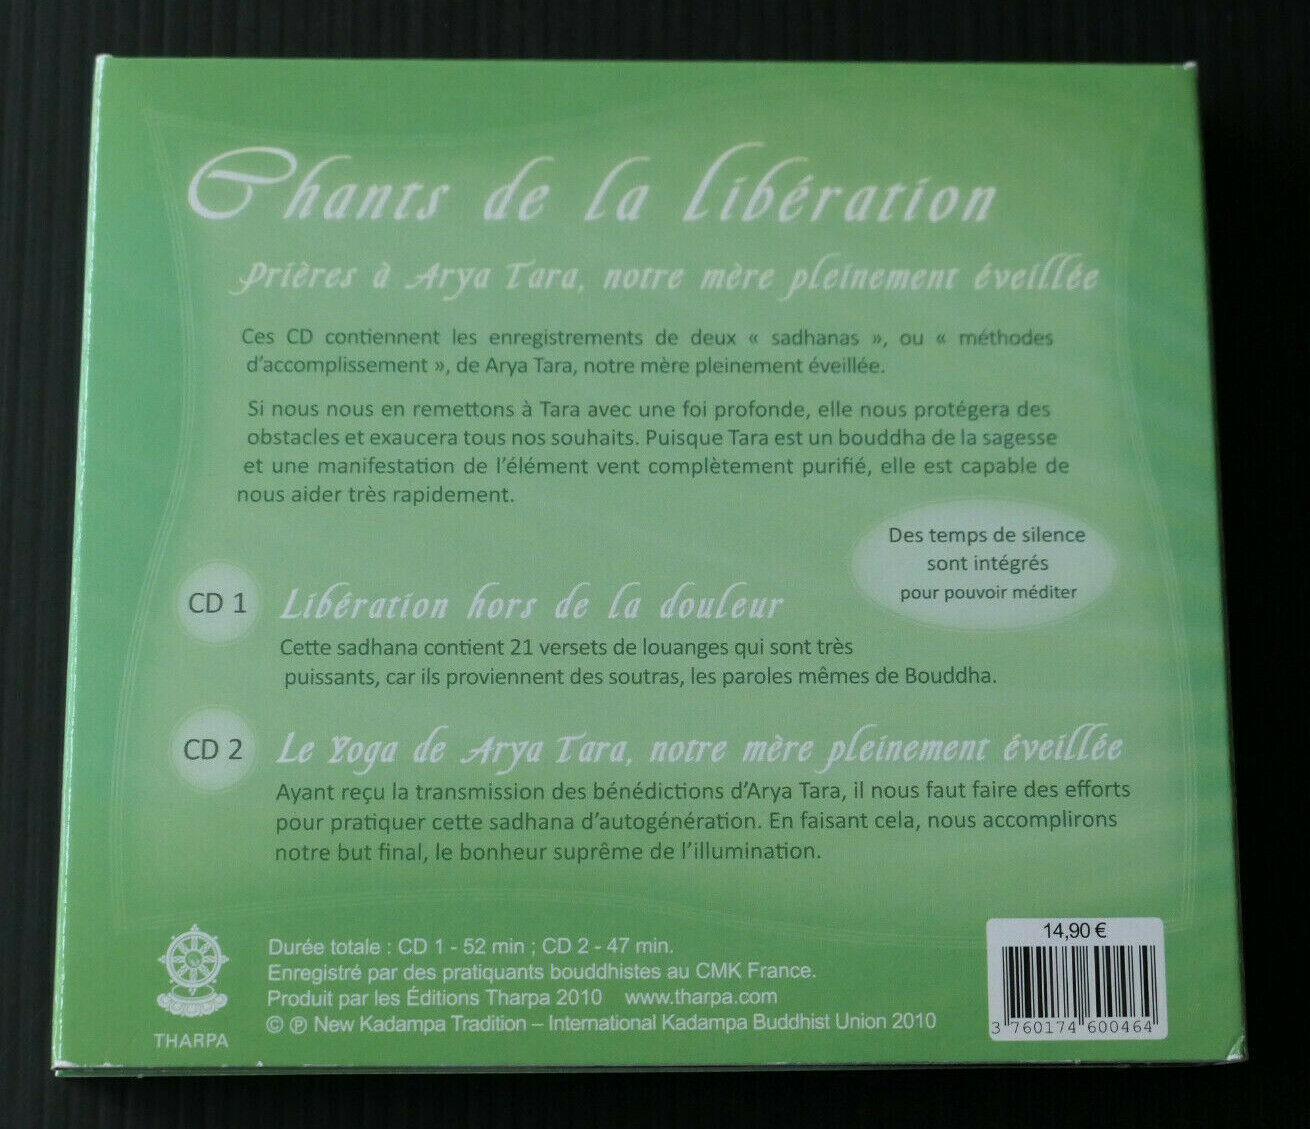 Chants de la libération
Prières à Arya Tara, notre mère pleinement éveillée
Ces CD contiennent les enregistrements de deux « sadhanas », ou « méthodes
d'accomplissement », de Arya Tara, notre mère pleinement éveillée.
Si nous nous en remettons à Tara avec une foi profonde, elle nous protégera des
obstacles et exaucera tous nos souhaits. Puisque Tara est un bouddha de la sagesse
et une manifestation de l'élément vent complètement purifié, elle est capable de
nous aider très rapidement.
Des temps de silence
sont intégrés
pour pouvoir méditer
CD 1 Libération hors de la douleur
Cette sadhana contient 21 versets de louanges qui sont très
puissants, car ils proviennent des soutras, les paroles mêmes de Bouddha.
CD 2 Le Yoga de Arya Tara, notre mère pleinement éveillée
Ayant reçu la transmission des bénédictions d'Arya Tara, il nous faut faire des efforts
pour pratiquer cette sadhana d'autogénération. En faisant cela, nous accomplirons
notre but final, le bonheur suprême de l'illumination.
THARPA
Durée totale : CD 1 - 52 min ; CD 2 - 47 min.
Enregistré par des pratiquants bouddhistes au CMK France.
Produit par les Éditions Tharpa 2010 www.tharpa.com
© ℗ New Kadampa Tradition – International Kadampa Buddhist Union 2010
14,90 €
3 760174 600464